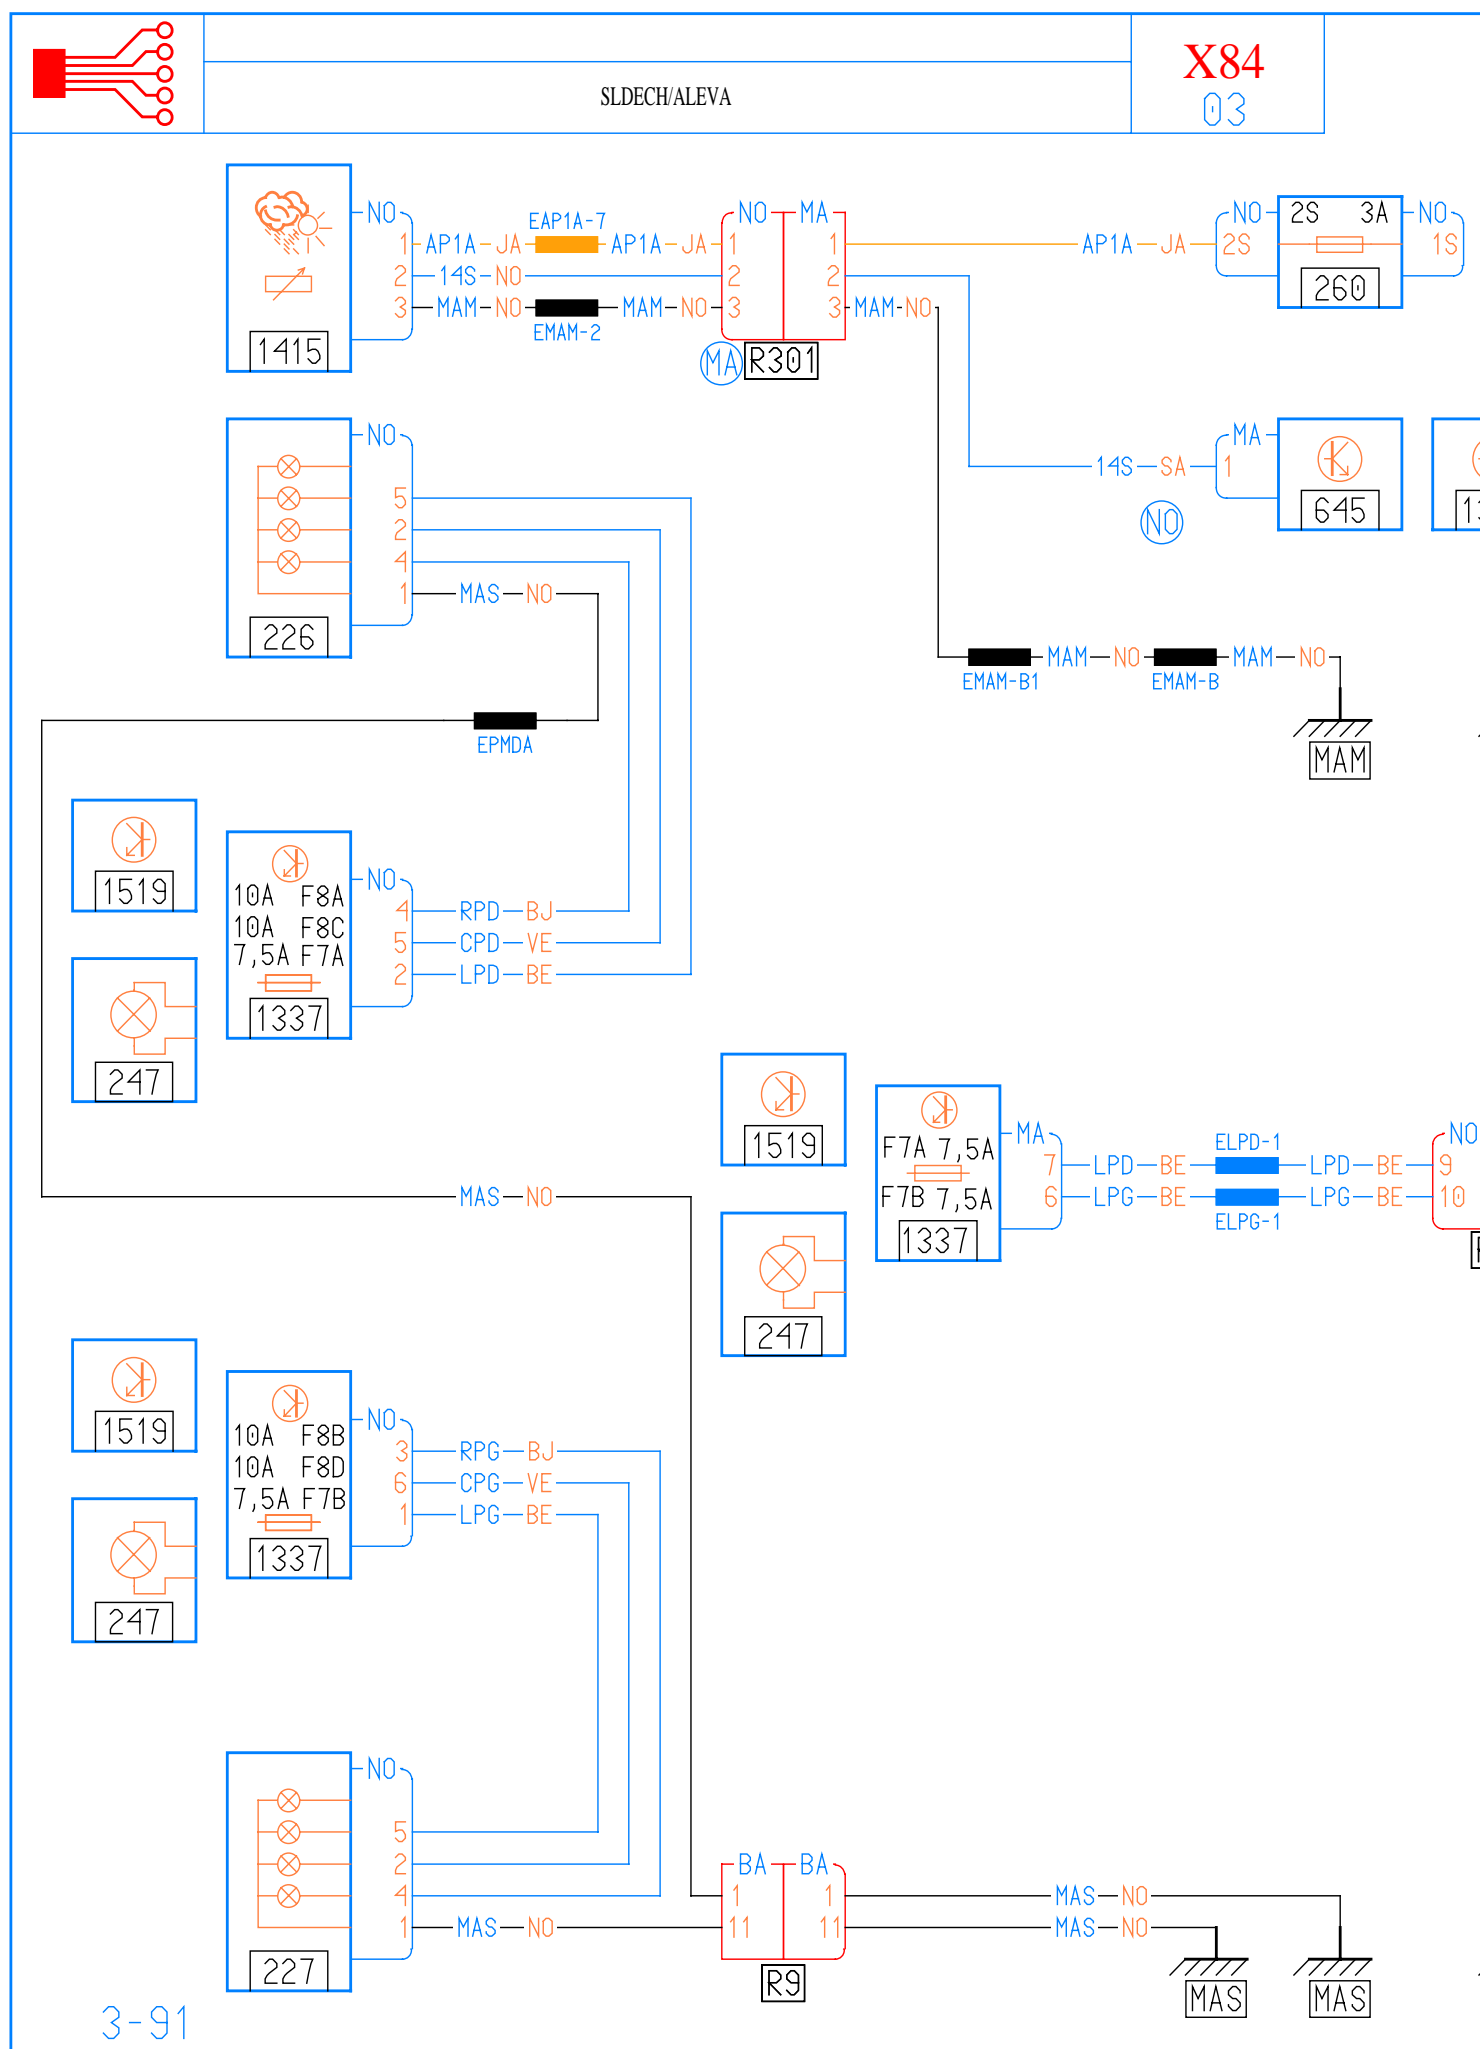 X84
SLDECH/ALEVA
03
NO EAP1A-7 NO MA NO 2S 3A NO
1 AP1A JA AP1A JA 1 1 AP1A JA 2S 1S
2 14S NO 2 2
260
3 MAM NO MAM NO 3 3 MAM NO
EMAM-2
1415
MA R301
NO MA
14S SA 1
5
645
NO
2
4
1 MAS NO
226
MAM NO MAM NO
EMAM-B1 EMAM-B
EPMDA
MAM
1519
NO
10A F8A
4 RPD BJ
10A F8C
5 CPD VE
7,5A F7A
2 LPD BE
1337
247
1519
MA ELPD-1 NO
F7A 7,5A
7 LPD BE LPD BE 9
F7B 7,5A
6 LPG BE LPG BE 10
ELPG-1
1337
MAS NO
247
1519
NO
10A F8B
3 RPG BJ
10A F8D
6 CPG VE
7,5A F7B
1 LPG BE
1337
247
NO
5
2 BA BA
4 1 1 MAS NO
1 MAS NO 11 11 MAS NO
227
R9
MAS MAS
3-91